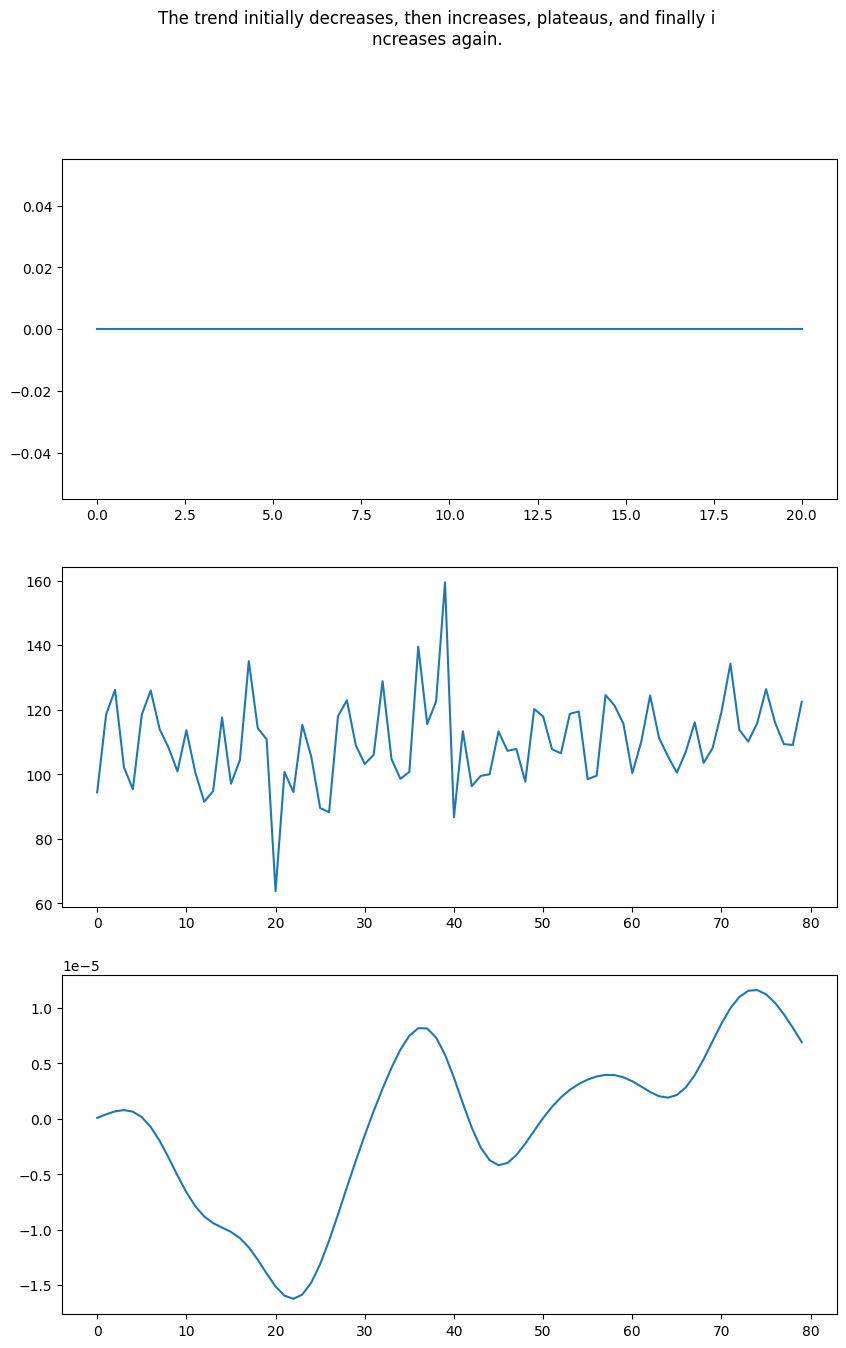 The trend initially decreases, then increases, plateaus, and finally i
ncreases again.
0.04
0.02
0.00
−0.02
−0.04
0.0 2.5 5.0 7.5 10.0 12.5 15.0 17.5 20.0
160
140
120
100
80
60
0 10 20 30 40 50 60 70 80
1e−5
1.0
0.5
0.0
−0.5
−1.0
−1.5
0 10 20 30 40 50 60 70 80